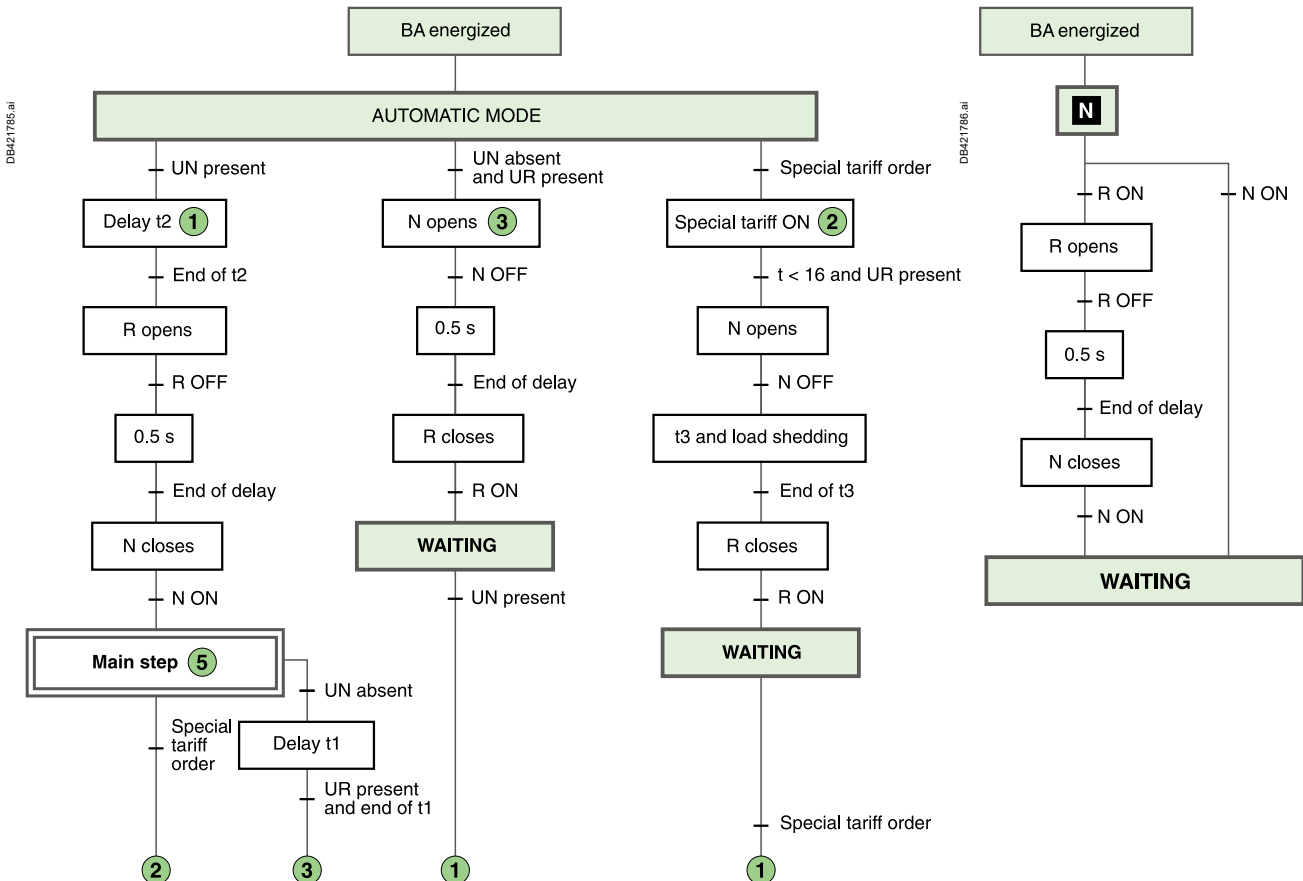 BA energized
AUTOMATIC MODE
DB421785.ai
UN present
Delay t2 1
End of t2
R opens
R OFF
0.5 s
End of delay
N closes
N ON
Main step 5
Special
tariff
order
2
UN absent
Delay t1
UR present
and end of t1
3
UN absent
and UR present
N opens 3
N OFF
0.5 s
End of delay
R closes
R ON
WAITING
UN present
1
Special tariff order
Special tariff ON 2
t < 16 and UR present
N opens
N OFF
t3 and load shedding
End of t3
R closes
R ON
WAITING
Special tariff order
1
DB421786.ai
BA energized
N
R ON
N ON
R opens
R OFF
0.5 s
End of delay
N closes
N ON
WAITING